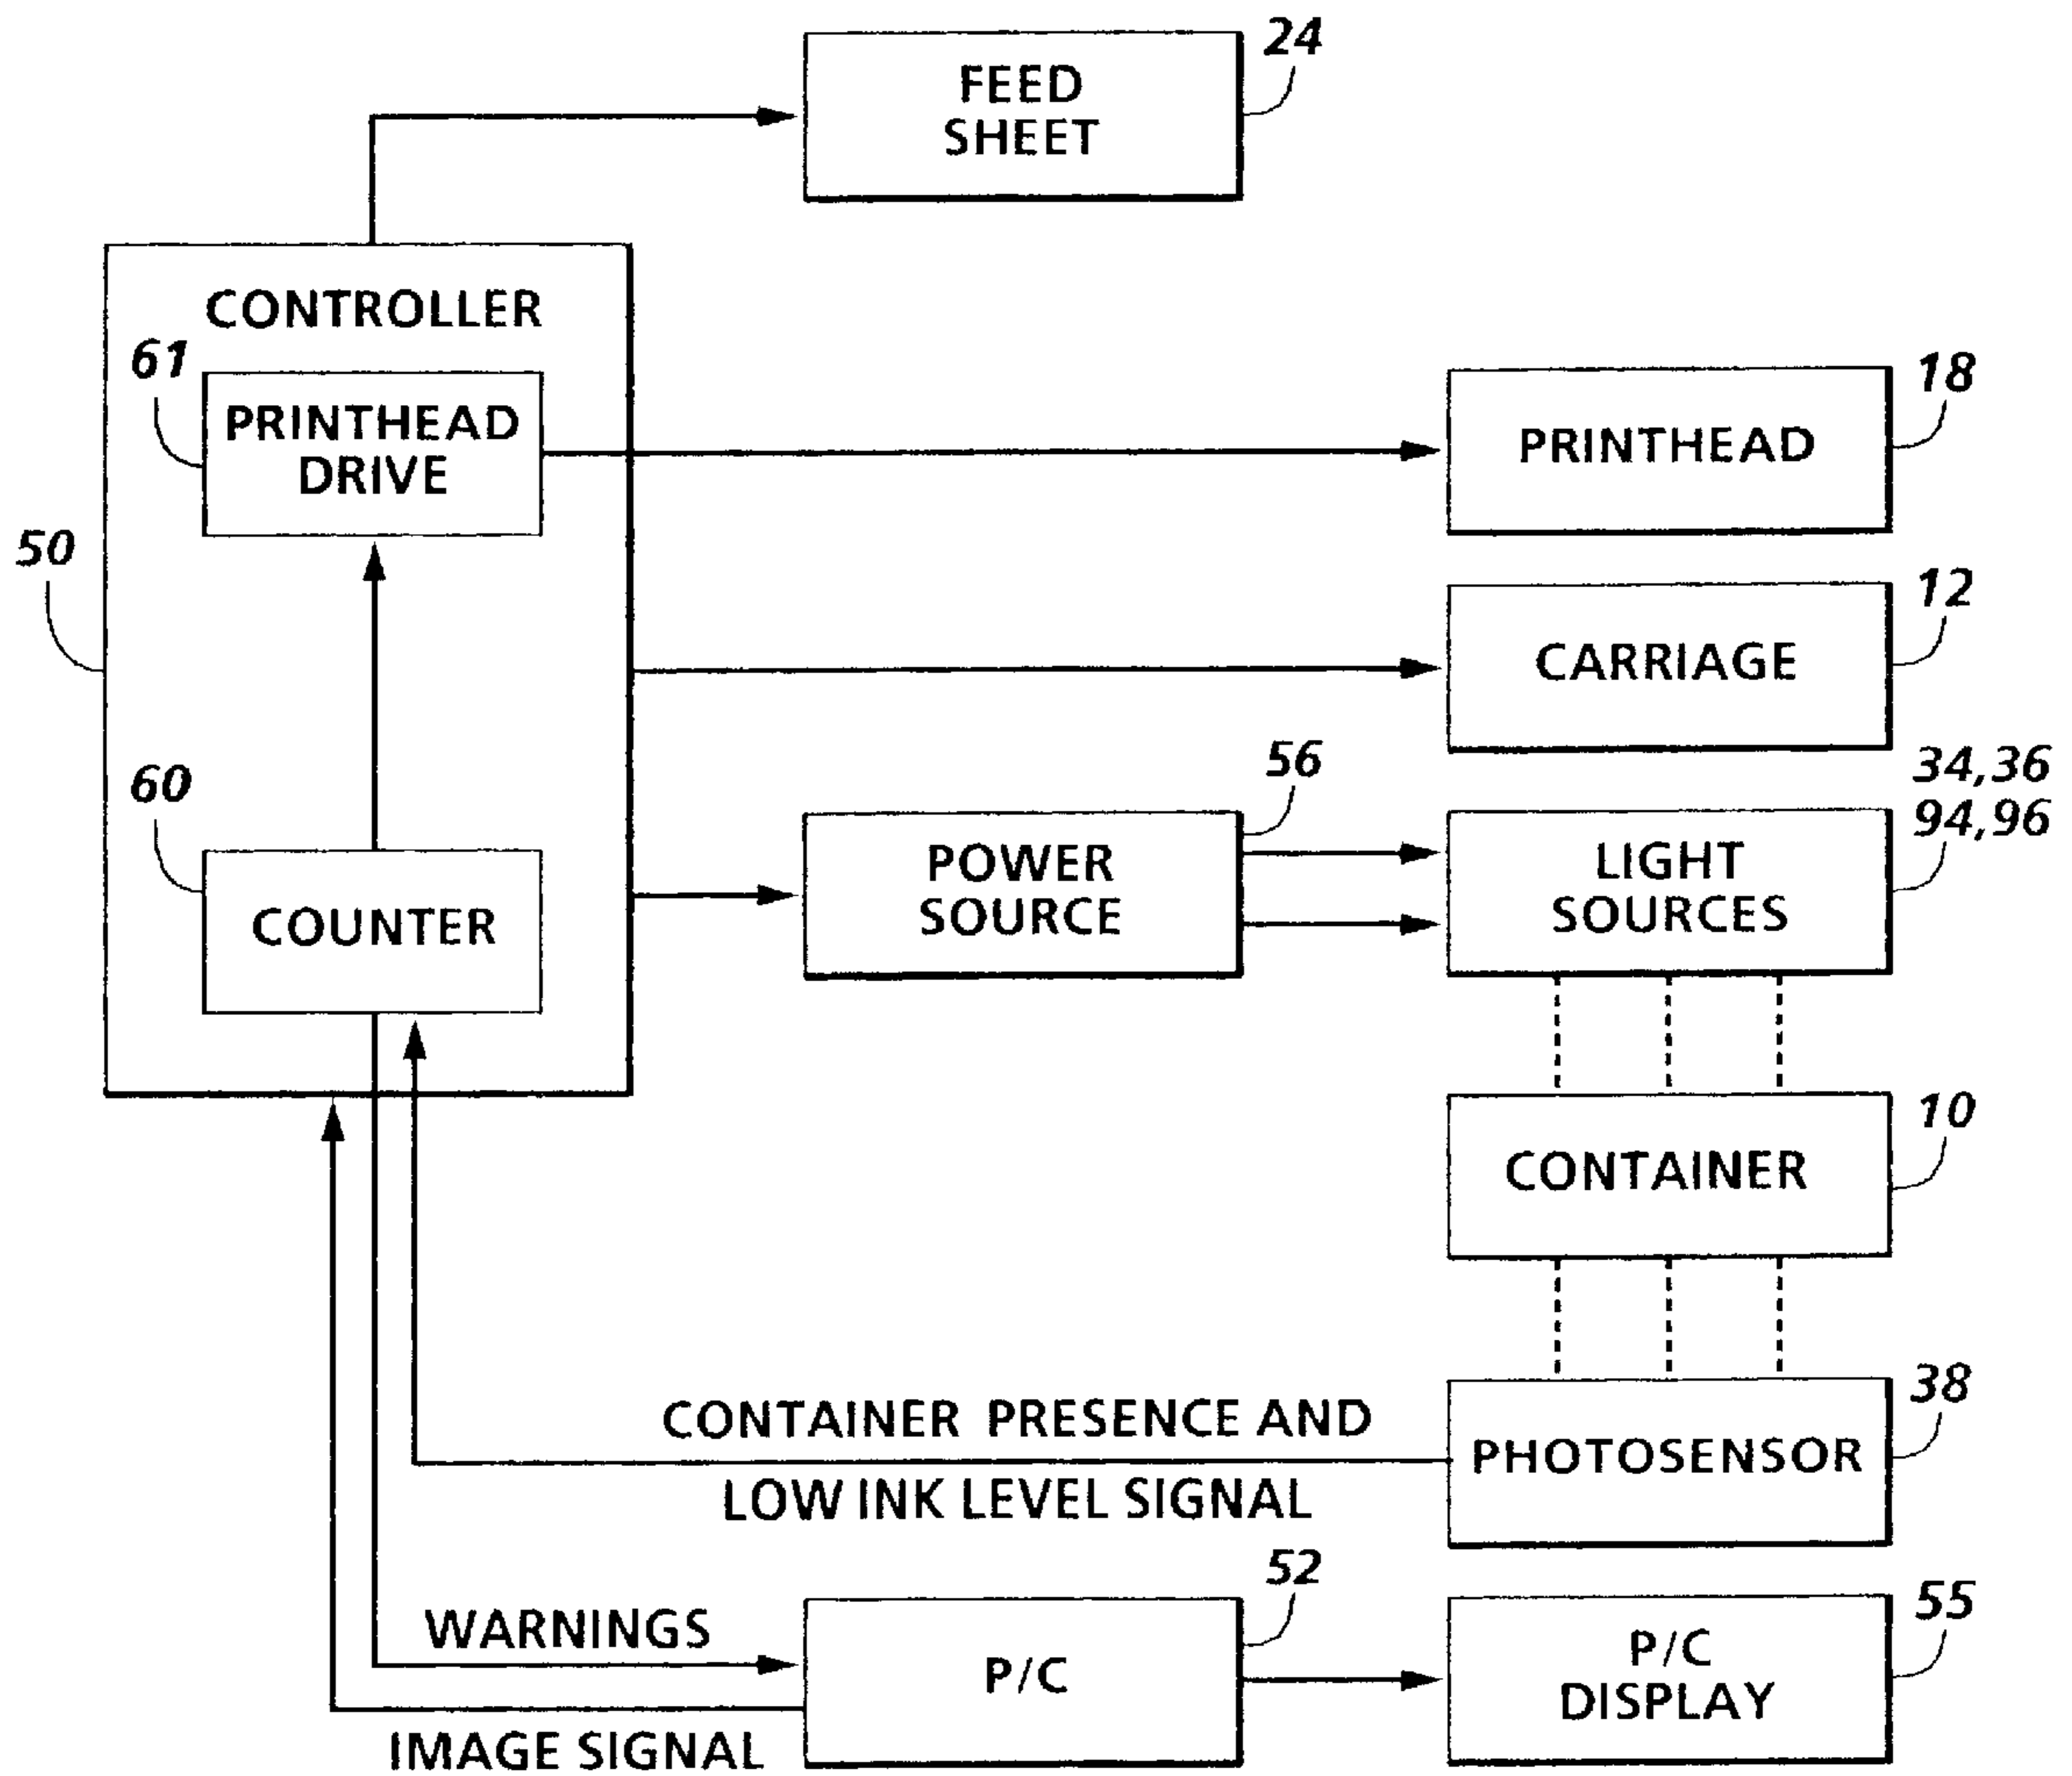 24
FEED
SHEET
CONTROLLER
61
PRINTHEAD
DRIVE
18
PRINTHEAD
50
12
CARRIAGE
60
COUNTER
56
POWER
SOURCE
34,36
94,96
LIGHT
SOURCES
10
CONTAINER
38
PHOTOSENSOR
CONTAINER PRESENCE AND
LOW INK LEVEL SIGNAL
WARNINGS
52
P/C
55
P/C
DISPLAY
IMAGE SIGNAL